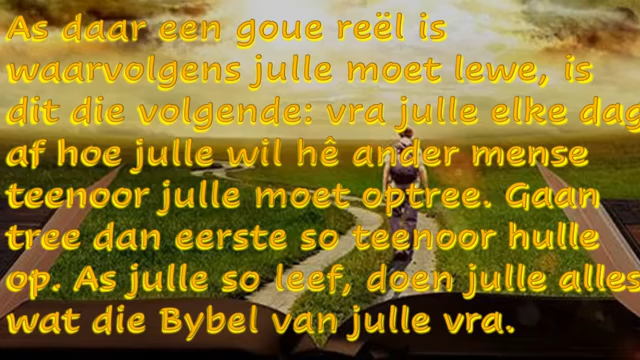 As daar een goue reël is
waarvolgens julle moet lewe, is
dit die volgende: vra julle elke dag
af hoe julle wil hê ander mense
teenoor julle moet optree. Gaan
tree dan eerste so teenoor hulle
op. As julle so leef, doen julle alles
wat die Bybel van julle vra.